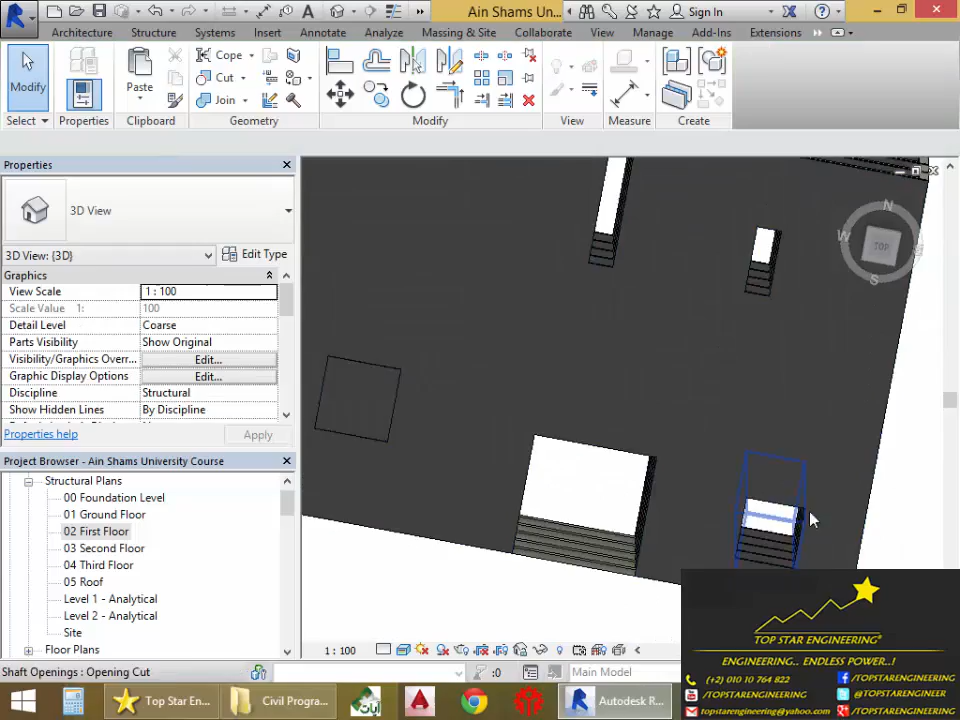 Ain Shams Un...
Sign In
Architecture Structure Systems Insert Annotate Analyze Massing & Site Collaborate View Manage Add-Ins Extensions
Modify
Paste
Cope
Cut
Join
Select
Properties
Clipboard
Geometry
Modify
View
Measure
Create
Properties
3D View
3D View: {3D}
Edit Type
Graphics
View Scale 1 : 100
Scale Value 1: 100
Detail Level Coarse
Parts Visibility Show Original
Visibility/Graphics Overr... Edit...
Graphic Display Options Edit...
Discipline Structural
Show Hidden Lines By Discipline
Properties help
Apply
Project Browser - Ain Shams University Course
Structural Plans
00 Foundation Level
01 Ground Floor
02 First Floor
03 Second Floor
04 Third Floor
05 Roof
Level 1 - Analytical
Level 2 - Analytical
Site
Floor Plans
N
W
TOP
S
1 : 100
Shaft Openings : Opening Cut
:0
Main Model
TOP STAR ENGINEERING®
ENGINEERING.. ENDLESS POWER..!
(+2) 010 10 764 822
/TOPSTARENGINEERING
/TOPSTARENGINEERING
@TOPSTARENGINEER
topstarengineering@yahoo.com
/TOPSTARENGINEERING
Top Star En...
Civil Progra...
Autodesk R...